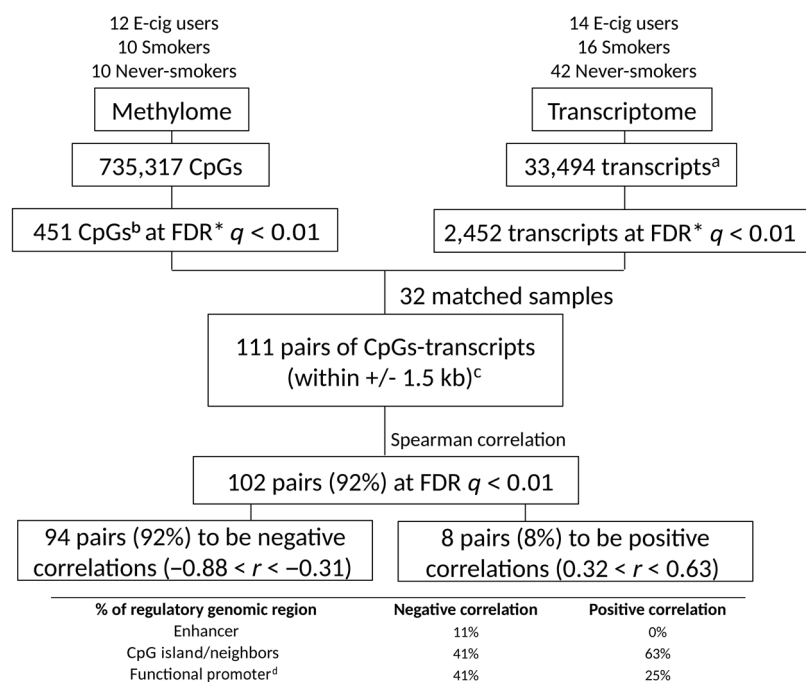 12 E-cig users
10 Smokers
10 Never-smokers
Methylome
735,317 CpGs
451 CpGsᵇ at FDR* q < 0.01
14 E-cig users
16 Smokers
42 Never-smokers
Transcriptome
33,494 transcriptsᵃ
2,452 transcripts at FDR* q < 0.01
32 matched samples
111 pairs of CpGs-transcripts
(within +/- 1.5 kb)ᶜ
Spearman correlation
102 pairs (92%) at FDR q < 0.01
94 pairs (92%) to be negative
correlations (−0.88 < r < −0.31)
8 pairs (8%) to be positive
correlations (0.32 < r < 0.63)
% of regulatory genomic region Negative correlation Positive correlation
Enhancer 11% 0%
CpG island/neighbors 41% 63%
Functional promoterᵈ 41% 25%